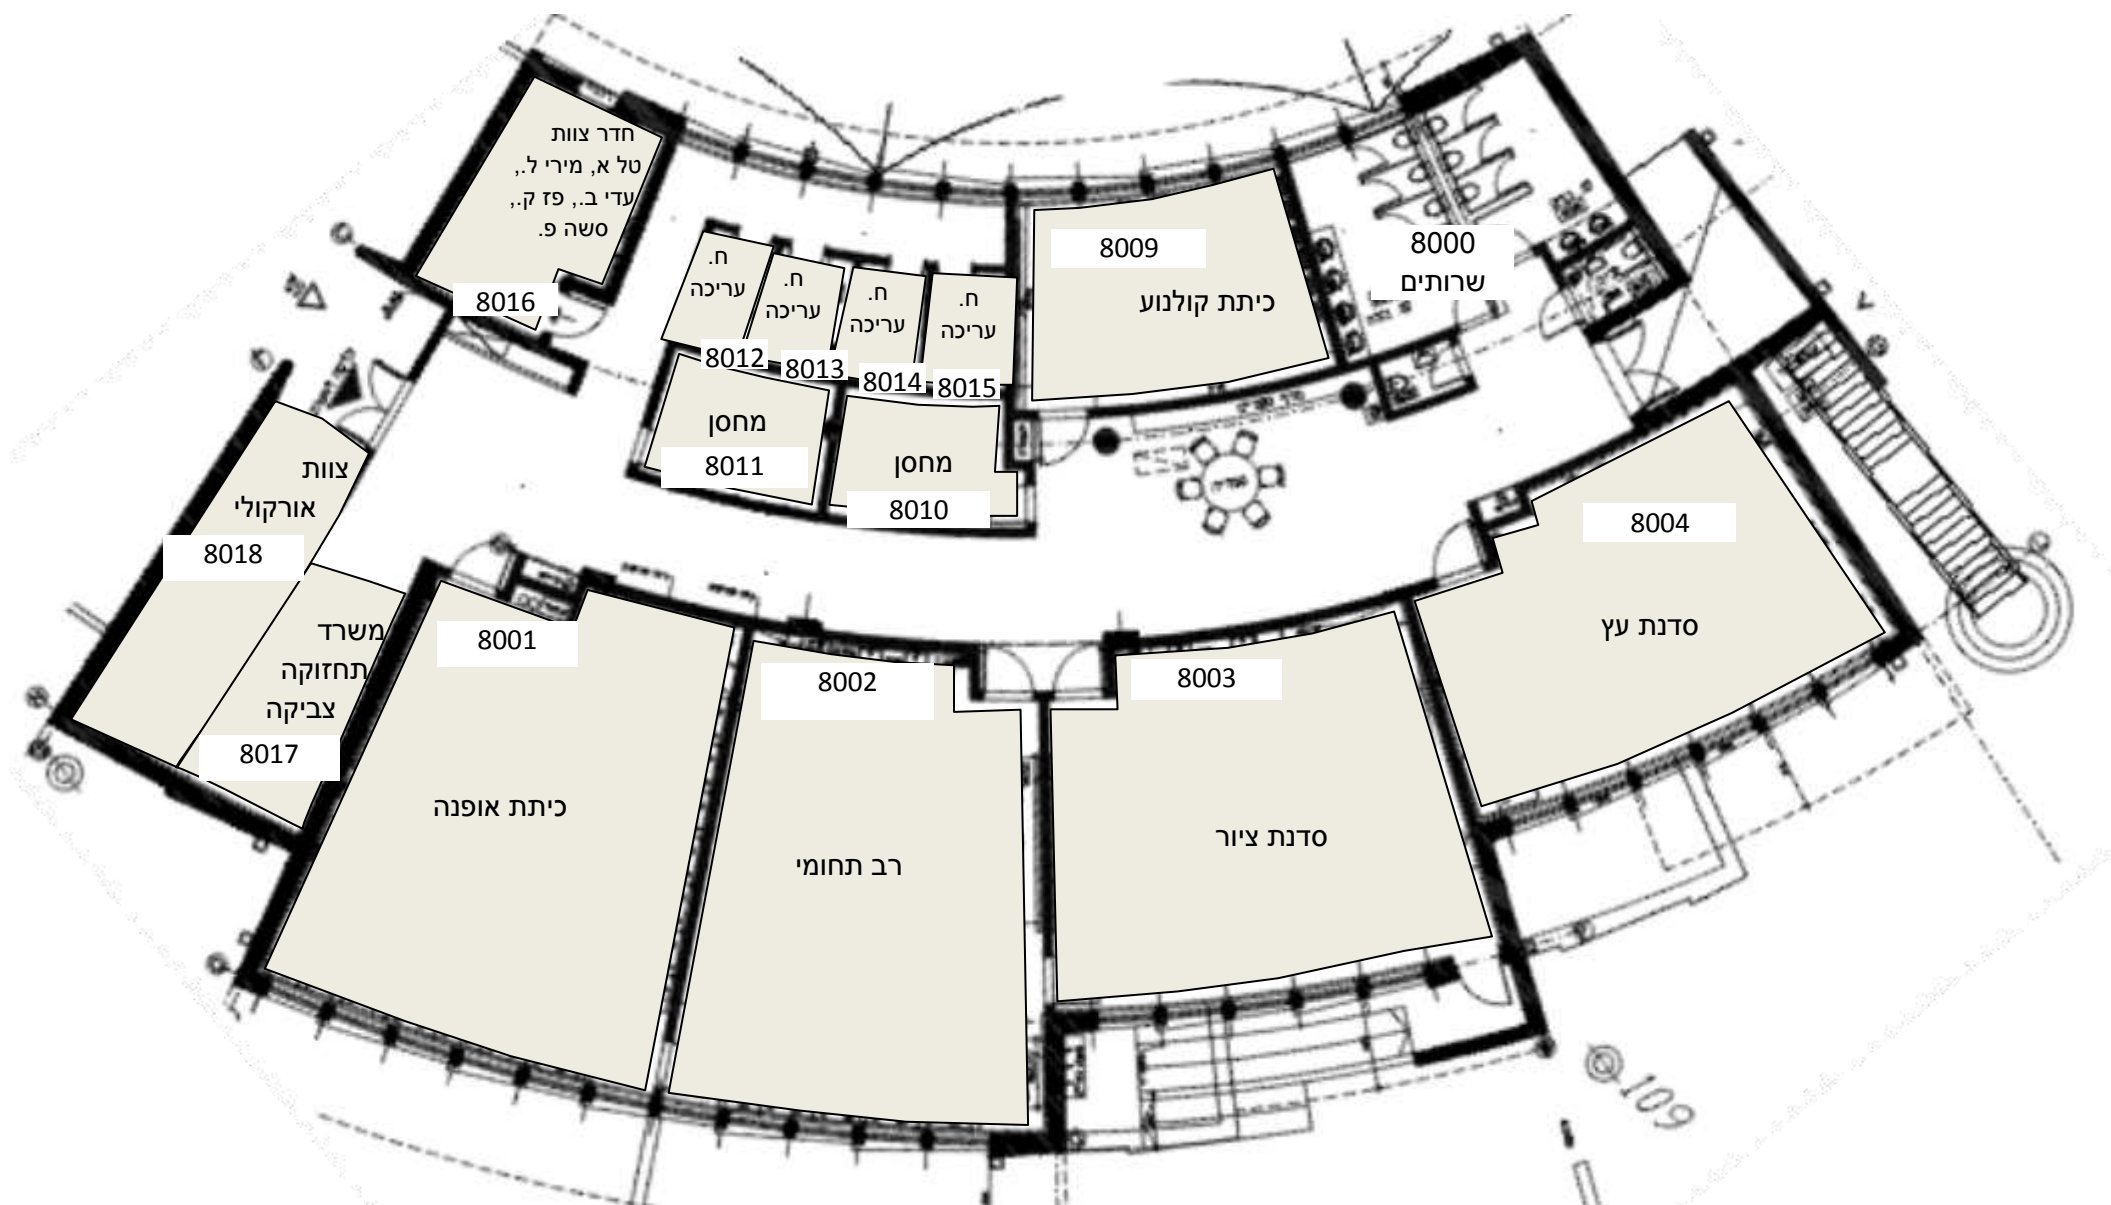 חדר צוות
טל א, מירי ל.,
עדי ב., פז ק.,
סשה פ.
8016
ח.
עריכה
8012
ח.
עריכה
8013
ח.
עריכה
8014
ח.
עריכה
8015
8009
כיתת קולנוע
8000
שרותים
מחסן
8011
מחסן
8010
צוות
אורקולי
8018
משרד
תחזוקה
צביקה
8017
8001
כיתת אופנה
8002
רב תחומי
8003
סדנת ציור
8004
סדנת עץ
109